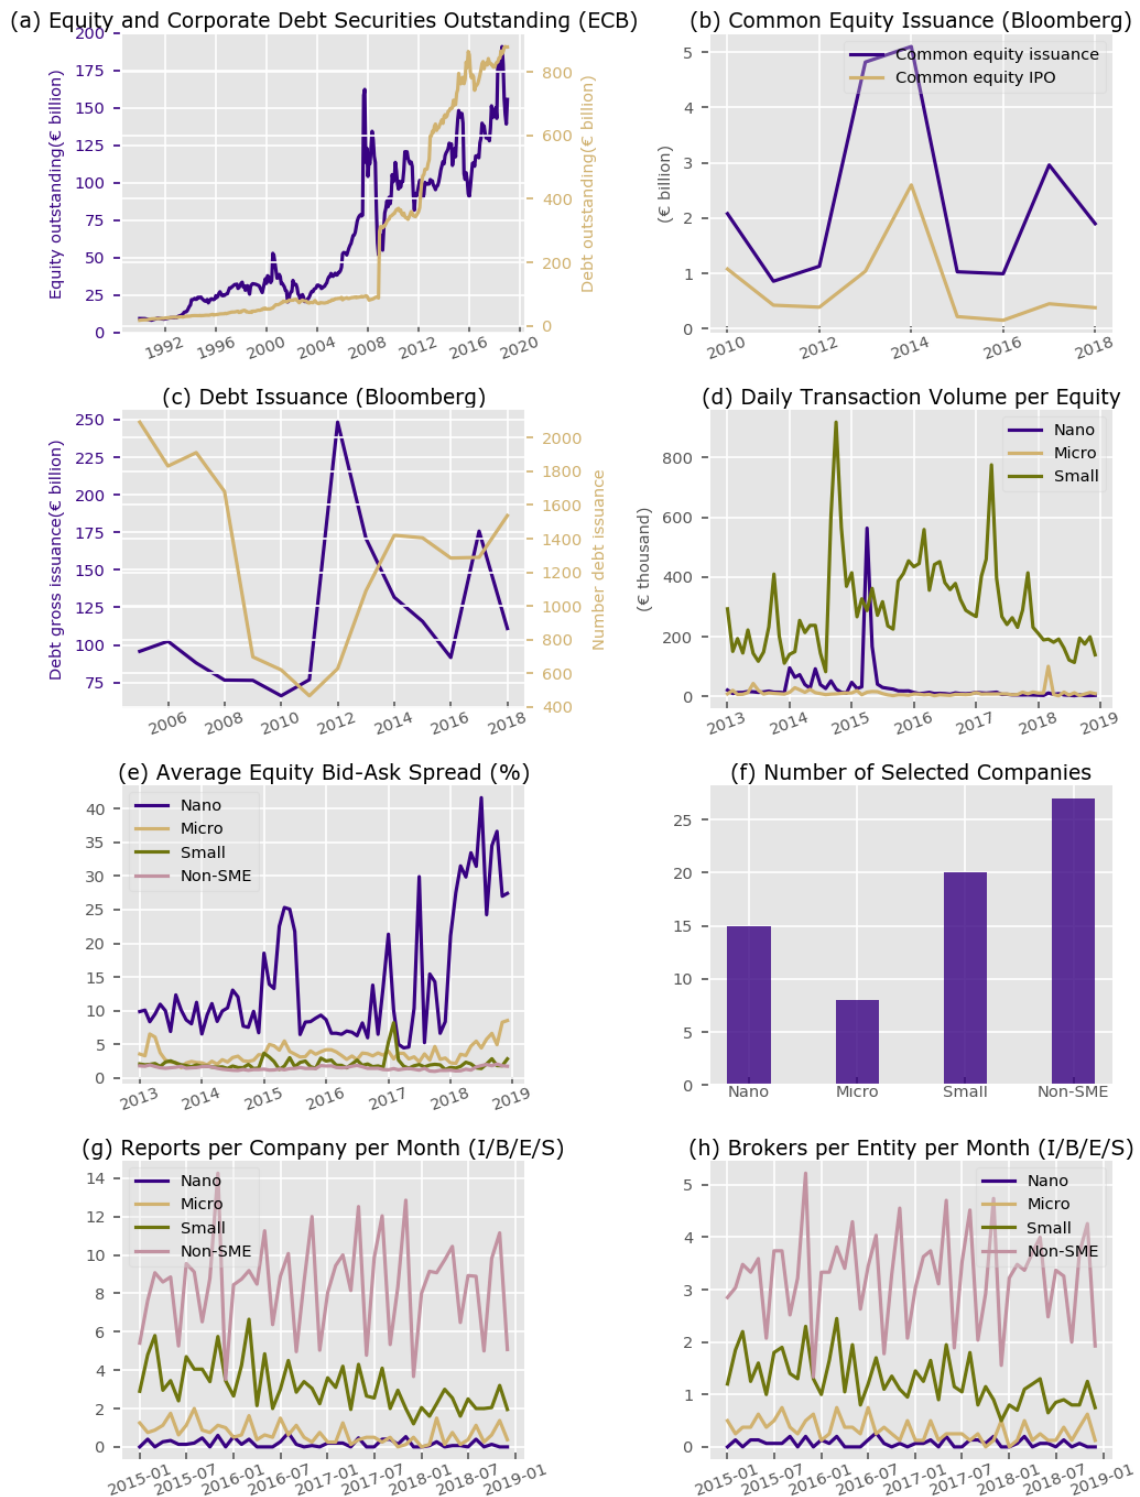 (a) Equity and Corporate Debt Securities Outstanding (ECB)
200
175
150
125
100
75
50
25
0
Equity outstanding(€ billion)
800
600
400
200
0
Debt outstanding(€ billion)
1992 1996 2000 2004 2008 2012 2016 2020
(b) Common Equity Issuance (Bloomberg)
Common equity issuance
Common equity IPO
5
4
3
2
1
0
(€ billion)
2010 2012 2014 2016 2018
(c) Debt Issuance (Bloomberg)
250
225
200
175
150
125
100
75
Debt gross issuance(€ billion)
2000
1800
1600
1400
1200
1000
800
600
400
Number debt issuance
2006 2008 2010 2012 2014 2016 2018
(d) Daily Transaction Volume per Equity
Nano
Micro
Small
800
600
400
200
0
(€ thousand)
2013 2014 2015 2016 2017 2018 2019
(e) Average Equity Bid-Ask Spread (%)
Nano
Micro
Small
Non-SME
40
35
30
25
20
15
10
5
0
2013 2014 2015 2016 2017 2018 2019
(f) Number of Selected Companies
25
20
15
10
5
0
Nano Micro Small Non-SME
(g) Reports per Company per Month (I/B/E/S)
Nano
Micro
Small
Non-SME
14
12
10
8
6
4
2
0
2015-01 2015-07 2016-01 2016-07 2017-01 2017-07 2018-01 2018-07 2019-01
(h) Brokers per Entity per Month (I/B/E/S)
Nano
Micro
Small
Non-SME
5
4
3
2
1
0
2015-01 2015-07 2016-01 2016-07 2017-01 2017-07 2018-01 2018-07 2019-01